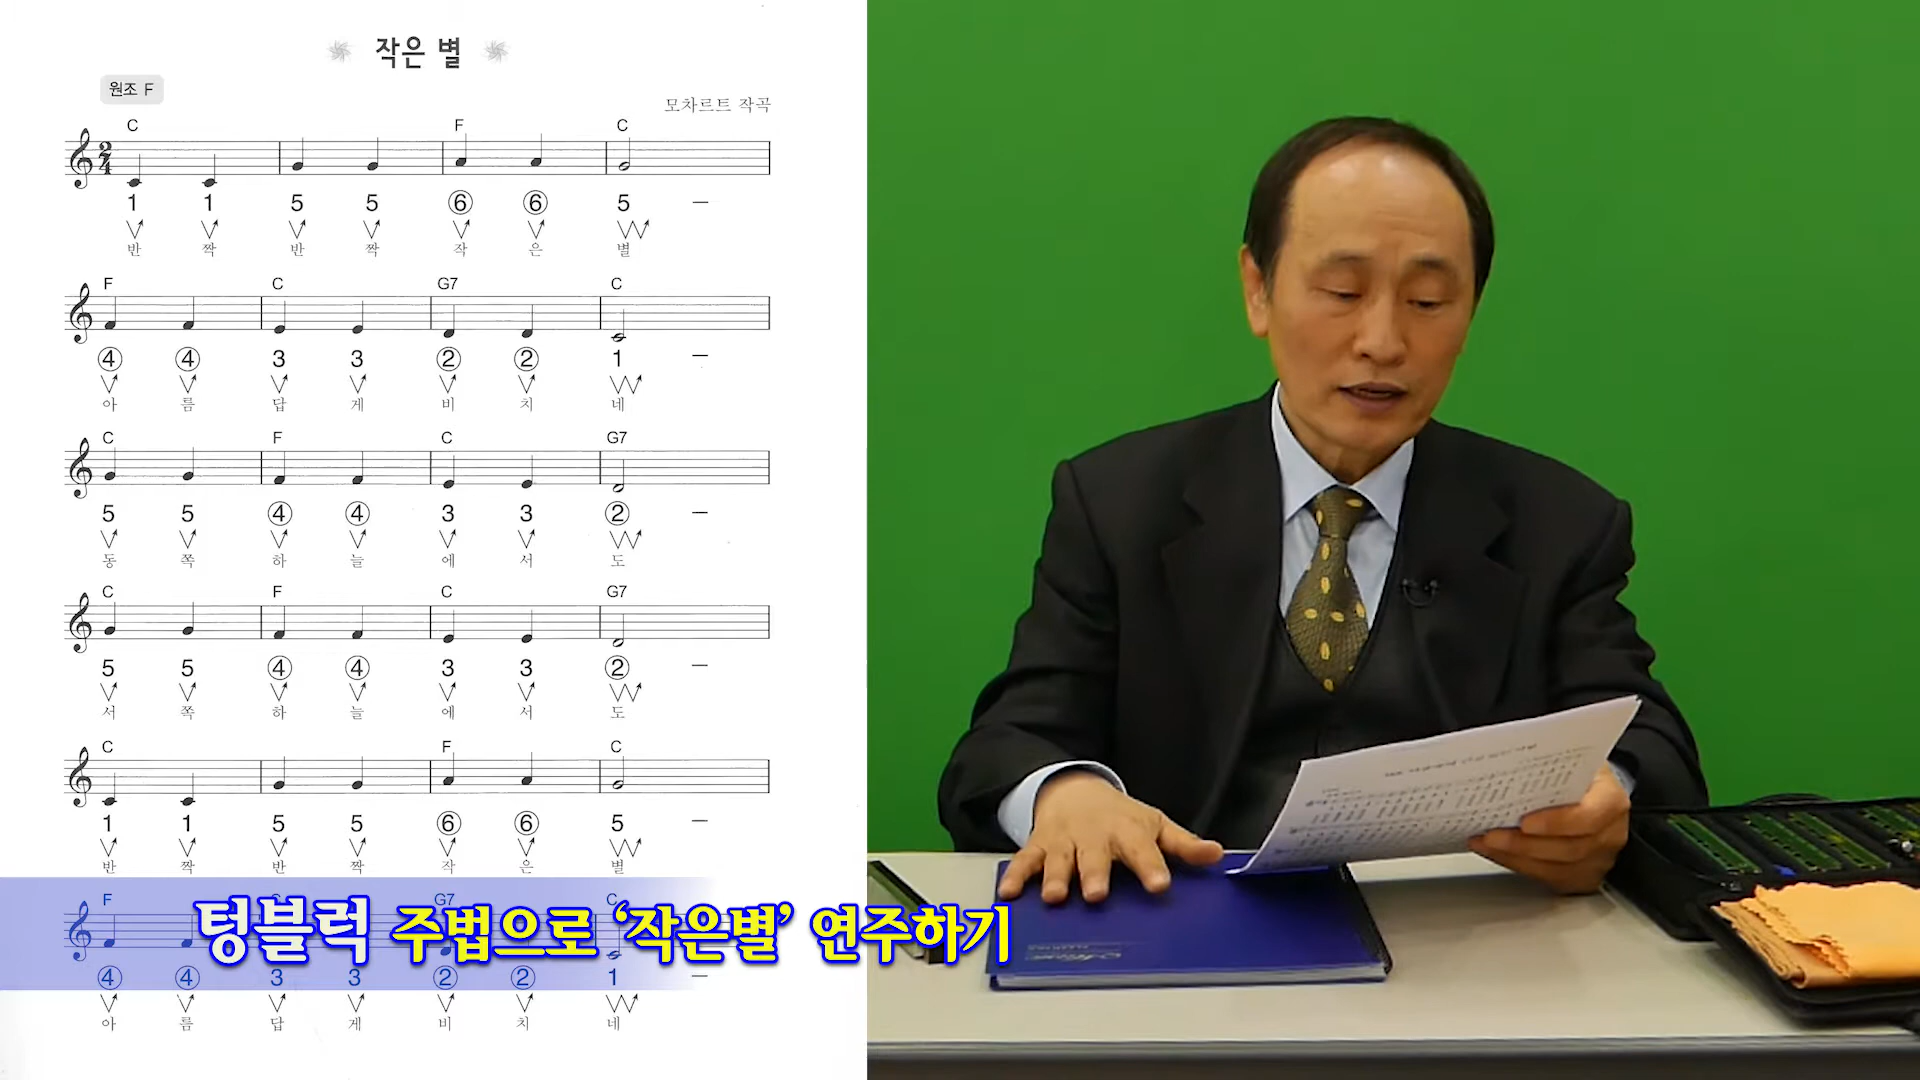 작은 별
원조 F
모차르트 작곡
C F C
2 4
1 1 5 5 ⑥ ⑥ 5 –
반 짝 반 짝 작 은 별
F C G7 C
④ ④ 3 3 ② ② 1 –
아 름 답 게 비 치 네
C F C G7
5 5 ④ ④ 3 3 ② –
동 쪽 하 늘 에 서 도
C F C G7
5 5 ④ ④ 3 3 ② –
서 쪽 하 늘 에 서 도
C F C
1 1 5 5 ⑥ ⑥ 5 –
반 짝 반 짝 작 은 별
F C G7 C
텅블럭 주법으로 ‘작은별’ 연주하기
④ ④ 3 3 ② ② 1 –
아 름 답 게 비 치 네